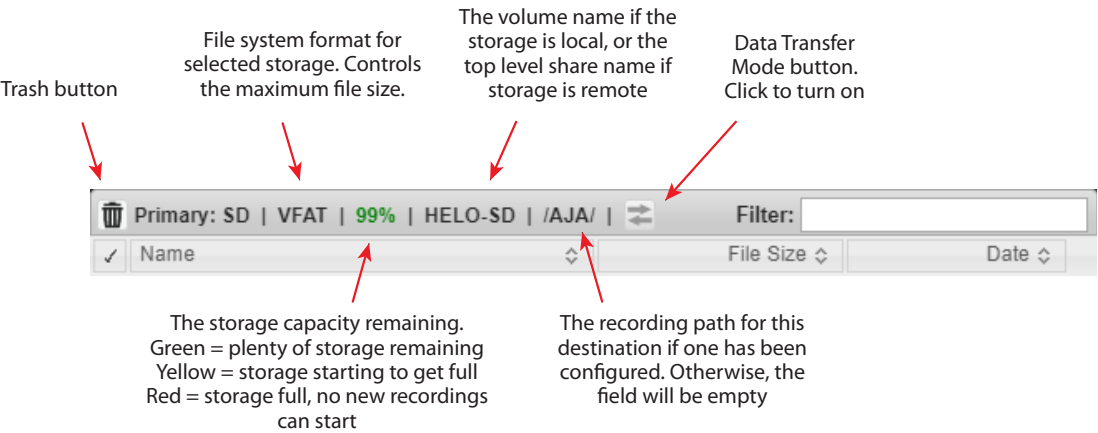 The volume name if the
storage is local, or the
top level share name if
storage is remote
File system format for
selected storage. Controls
the maximum file size.
Data Transfer
Mode button.
Click to turn on
Trash button
Primary: SD | VFAT | 99% | HELO-SD | /AJA/ | Filter:
✓ Name File Size Date
The storage capacity remaining.
Green = plenty of storage remaining
Yellow = storage starting to get full
Red = storage full, no new recordings
can start
The recording path for this
destination if one has been
configured. Otherwise, the
field will be empty